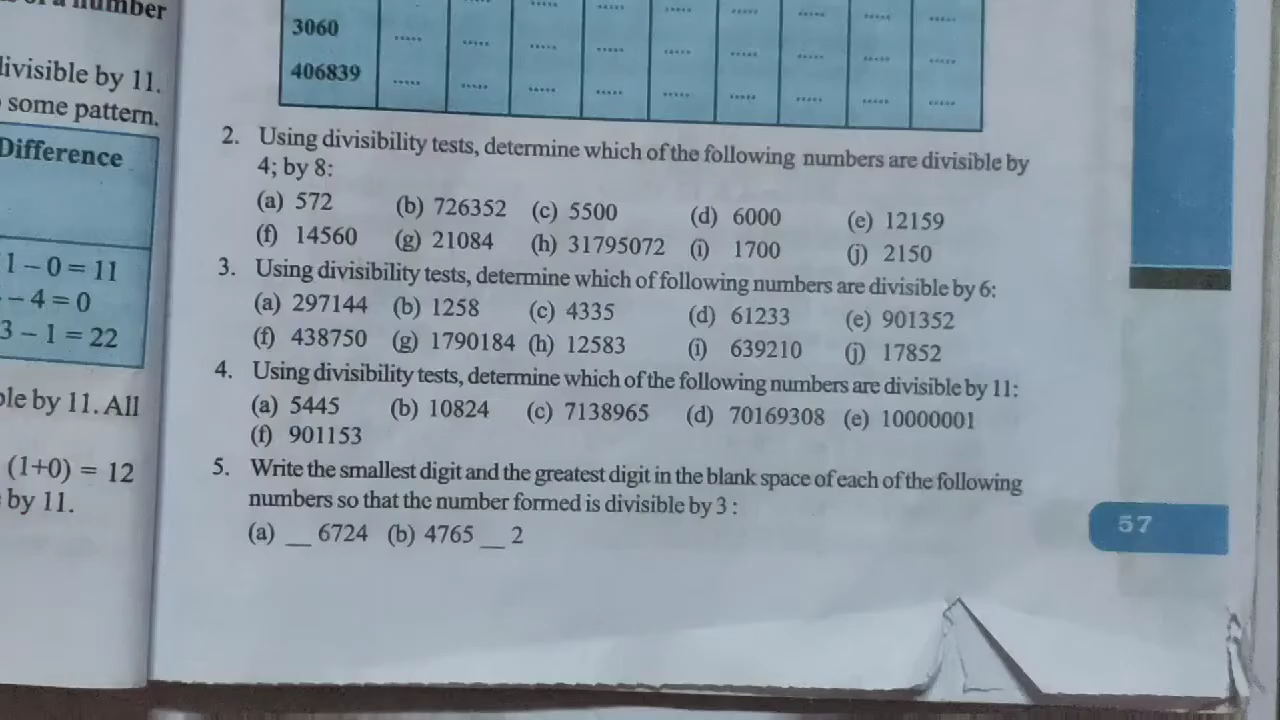 number
divisible by 11.
some pattern.
Difference
1 – 0 = 11
– 4 = 0
3 – 1 = 22
by 11. All
(1+0) = 12
by 11.
3060 ..... ..... ..... ..... ..... ..... ..... ..... .....
406839 ..... ..... ..... ..... ..... ..... ..... ..... .....
2. Using divisibility tests, determine which of the following numbers are divisible by
4; by 8:
(a) 572 (b) 726352 (c) 5500 (d) 6000 (e) 12159
(f) 14560 (g) 21084 (h) 31795072 (i) 1700 (j) 2150
3. Using divisibility tests, determine which of following numbers are divisible by 6:
(a) 297144 (b) 1258 (c) 4335 (d) 61233 (e) 901352
(f) 438750 (g) 1790184 (h) 12583 (i) 639210 (j) 17852
4. Using divisibility tests, determine which of the following numbers are divisible by 11:
(a) 5445 (b) 10824 (c) 7138965 (d) 70169308 (e) 10000001
(f) 901153
5. Write the smallest digit and the greatest digit in the blank space of each of the following
numbers so that the number formed is divisible by 3 :
(a) __ 6724 (b) 4765 __ 2
57